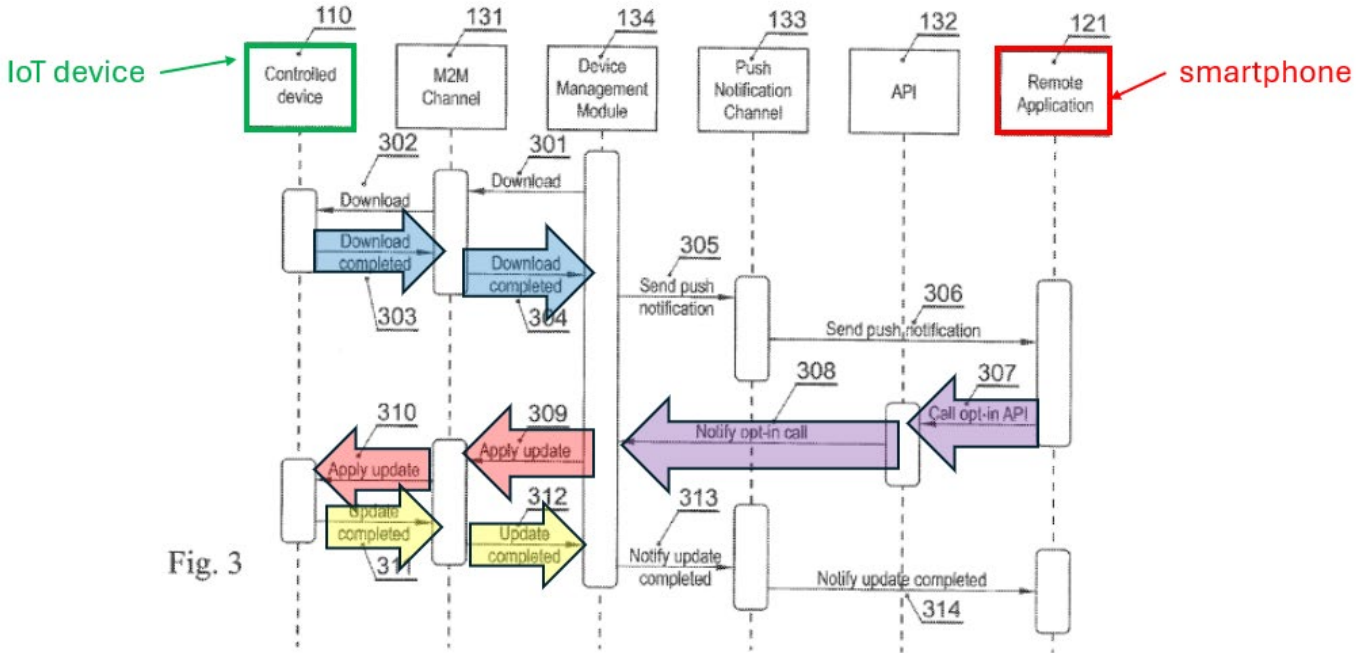 110
131
134
133
132
121
IoT device
Controlled
device
M2M
Channel
Device
Management
Module
Push
Notification
Channel
API
Remote
Application
smartphone
302
301
Download
Download
Download
completed
303
Download
completed
304
305
Send push
notification
306
Send push notification
307
Call opt-in API
308
Notify opt-in call
309
Apply update
310
Apply update
Update
completed
311
312
Update
completed
313
Notify update
completed
Notify update completed
314
Fig. 3